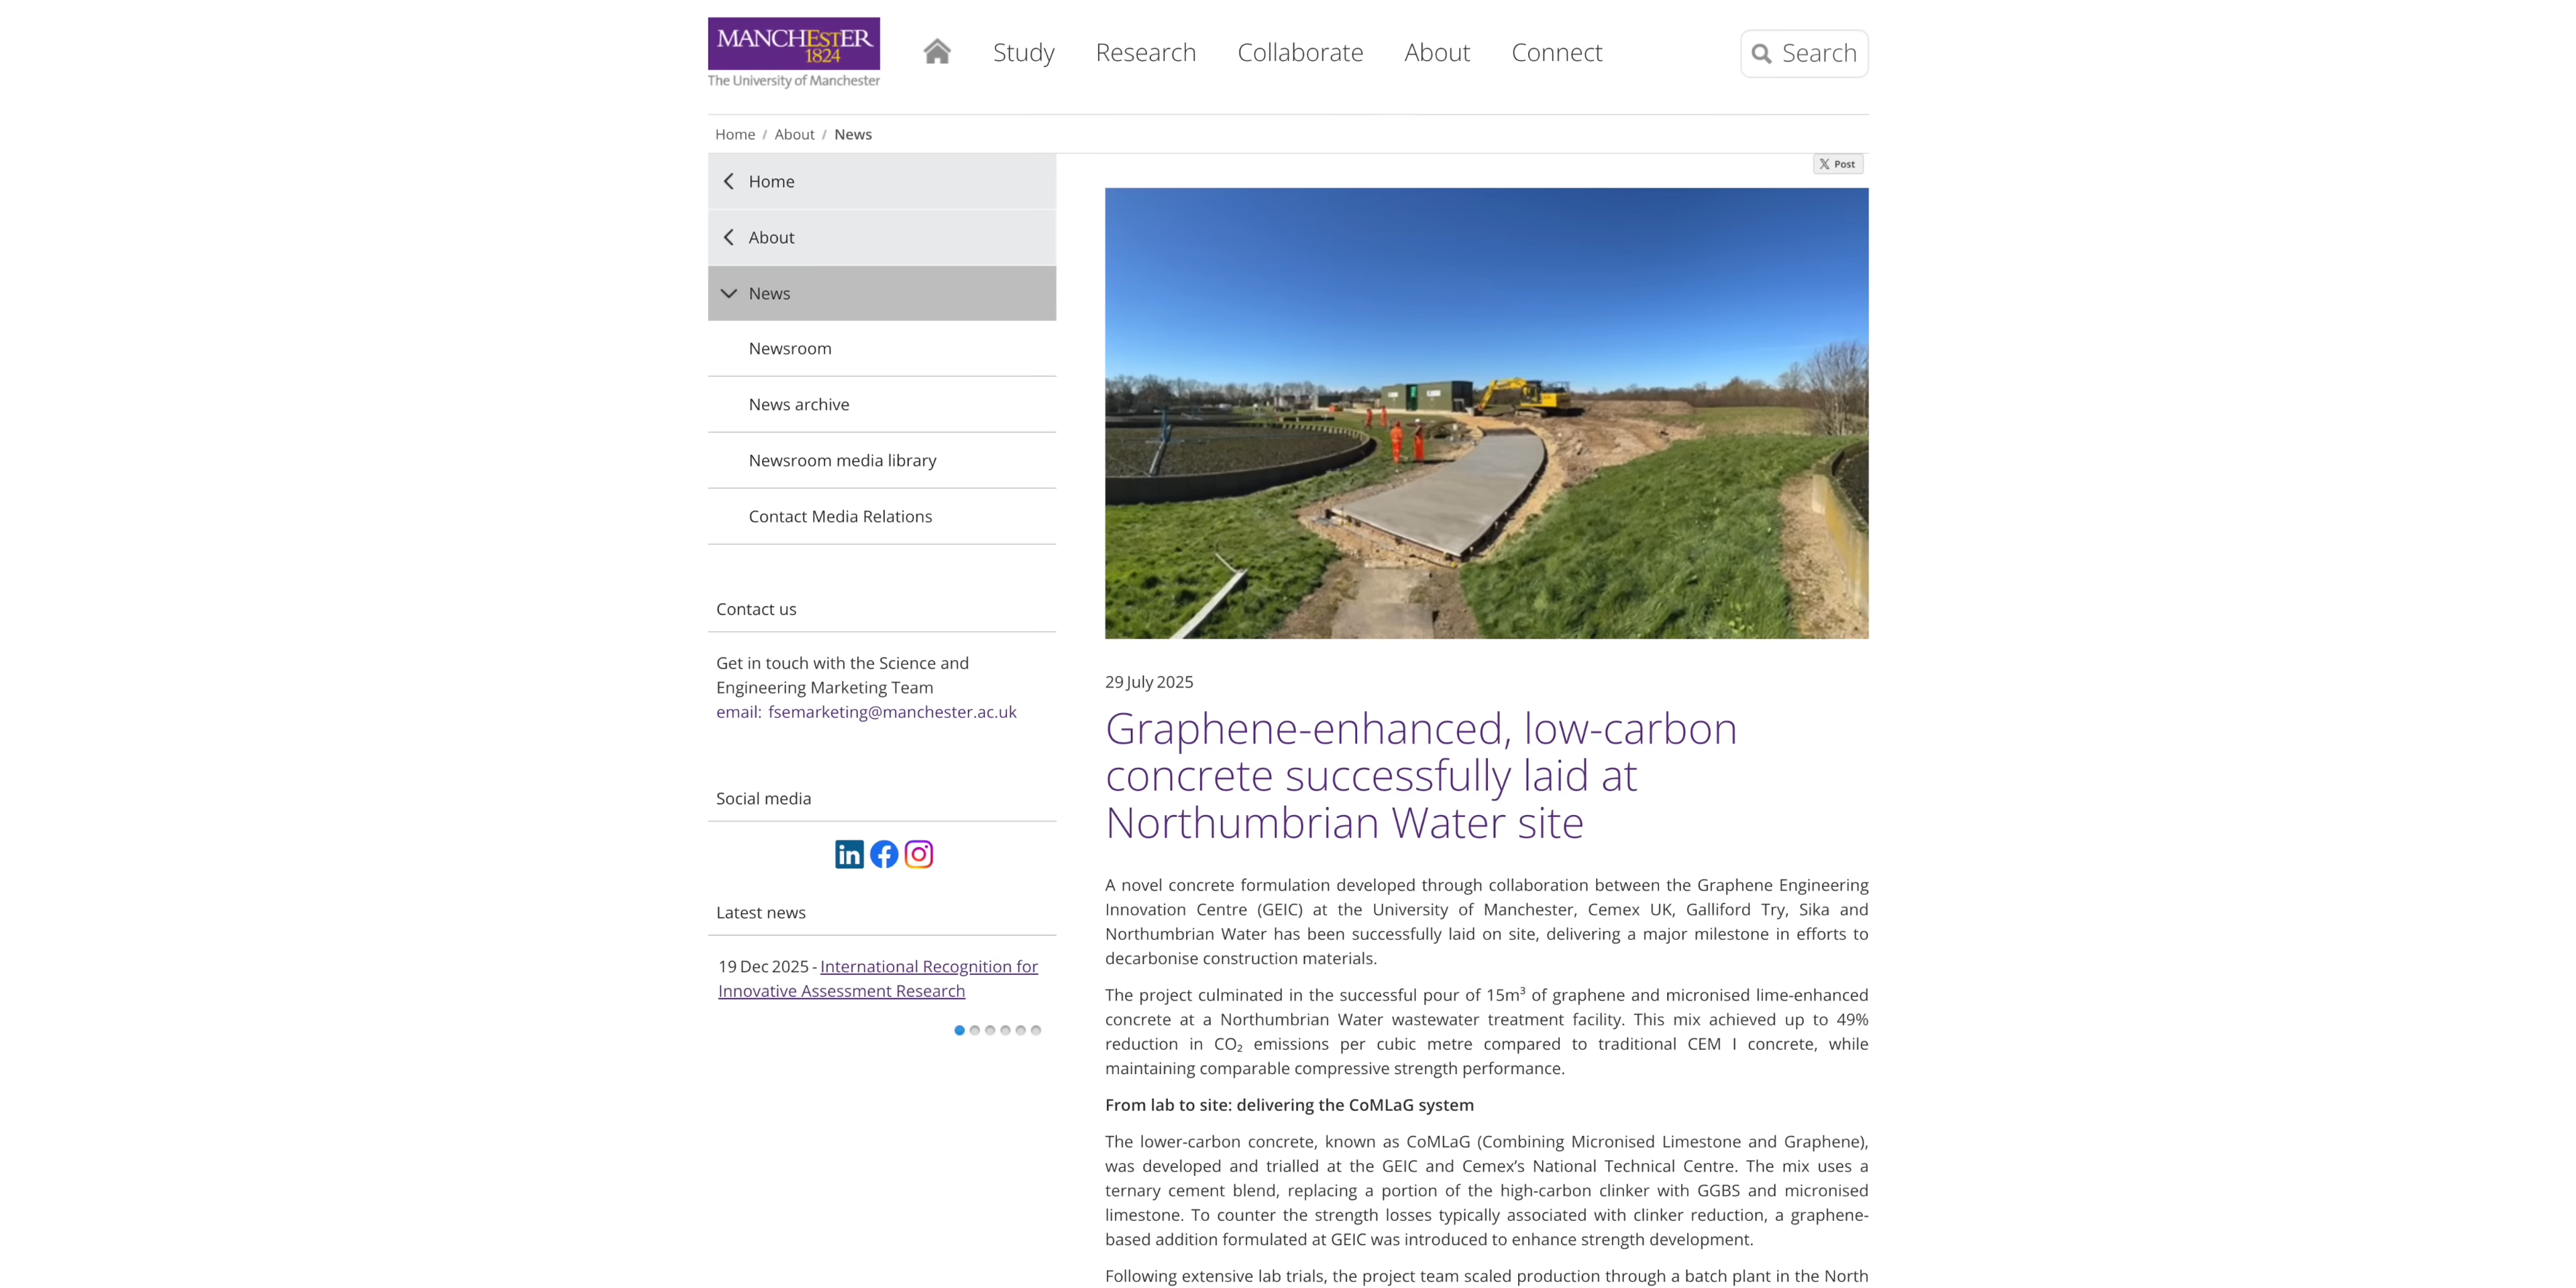 MANCHESTER
1824
The University of Manchester
Study
Research
Collaborate
About
Connect
Search
Home / About / News
Home
About
News
Newsroom
News archive
Newsroom media library
Contact Media Relations
Contact us
Get in touch with the Science and
Engineering Marketing Team
email: fsemarketing@manchester.ac.uk
Social media
in
Latest news
19 Dec 2025 - International Recognition for
Innovative Assessment Research
X Post
29 July 2025
Graphene-enhanced, low-carbon
concrete successfully laid at
Northumbrian Water site
A novel concrete formulation developed through collaboration between the Graphene Engineering
Innovation Centre (GEIC) at the University of Manchester, Cemex UK, Galliford Try, Sika and
Northumbrian Water has been successfully laid on site, delivering a major milestone in efforts to
decarbonise construction materials.
The project culminated in the successful pour of 15m³ of graphene and micronised lime-enhanced
concrete at a Northumbrian Water wastewater treatment facility. This mix achieved up to 49%
reduction in CO₂ emissions per cubic metre compared to traditional CEM I concrete, while
maintaining comparable compressive strength performance.
From lab to site: delivering the CoMLaG system
The lower-carbon concrete, known as CoMLaG (Combining Micronised Limestone and Graphene),
was developed and trialled at the GEIC and Cemex’s National Technical Centre. The mix uses a
ternary cement blend, replacing a portion of the high-carbon clinker with GGBS and micronised
limestone. To counter the strength losses typically associated with clinker reduction, a graphene-
based addition formulated at GEIC was introduced to enhance strength development.
Following extensive lab trials, the project team scaled production through a batch plant in the North